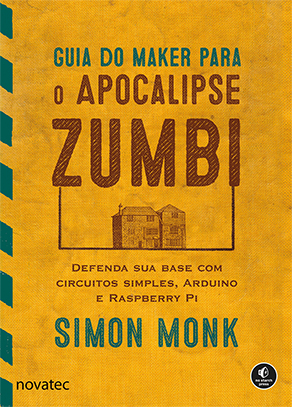 GUIA DO MAKER PARA
O APOCALIPSE
ZUMBI
DEFENDA SUA BASE COM
CIRCUITOS SIMPLES, ARDUINO
E RASPBERRY PI
SIMON MONK
novatec
no starch
press